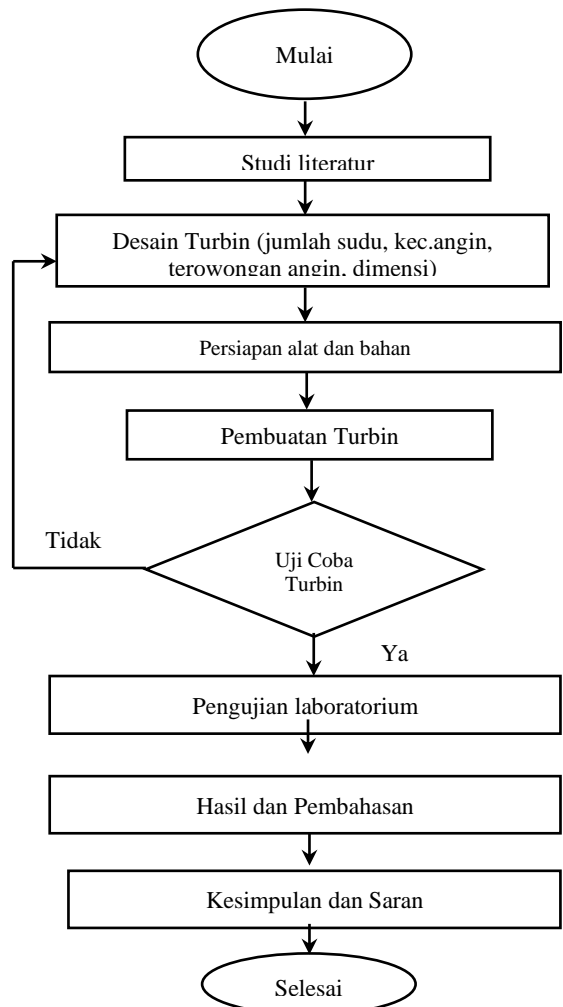 Mulai
Studi literatur
Desain Turbin (jumlah sudu, kec.angin,
terowongan angin, dimensi)
Persiapan alat dan bahan
Pembuatan Turbin
Tidak
Uji Coba
Turbin
Ya
Pengujian laboratorium
Hasil dan Pembahasan
Kesimpulan dan Saran
Selesai